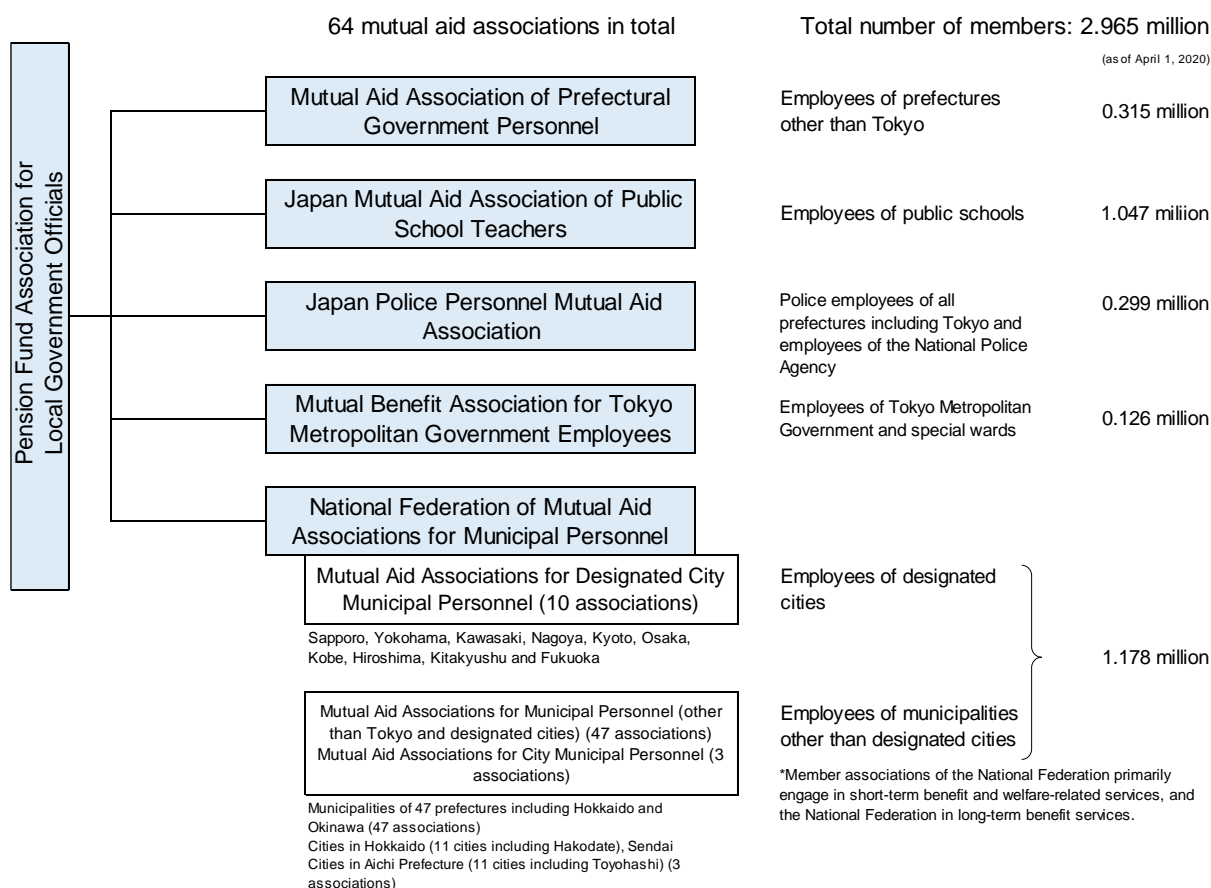 64 mutual aid associations in total
Total number of members: 2.965 million
(as of April 1, 2020)
Pension Fund Association for
Local Government Officials
Mutual Aid Association of Prefectural
Government Personnel
Employees of prefectures
other than Tokyo
0.315 million
Japan Mutual Aid Association of Public
School Teachers
Employees of public schools
1.047 miliion
Japan Police Personnel Mutual Aid
Association
Police employees of all
prefectures including Tokyo and
employees of the National Police
Agency
0.299 million
Mutual Benefit Association for Tokyo
Metropolitan Government Employees
Employees of Tokyo Metropolitan
Government and special wards
0.126 million
National Federation of Mutual Aid
Associations for Municipal Personnel
Mutual Aid Associations for Designated City
Municipal Personnel (10 associations)
Employees of designated
cities
Sapporo, Yokohama, Kawasaki, Nagoya, Kyoto, Osaka,
Kobe, Hiroshima, Kitakyushu and Fukuoka
1.178 million
Mutual Aid Associations for Municipal Personnel (other
than Tokyo and designated cities) (47 associations)
Mutual Aid Associations for City Municipal Personnel (3
associations)
Employees of municipalities
other than designated cities
*Member associations of the National Federation primarily
engage in short-term benefit and welfare-related services, and
the National Federation in long-term benefit services.
Municipalities of 47 prefectures including Hokkaido and
Okinawa (47 associations)
Cities in Hokkaido (11 cities including Hakodate), Sendai
Cities in Aichi Prefecture (11 cities including Toyohashi) (3
associations)